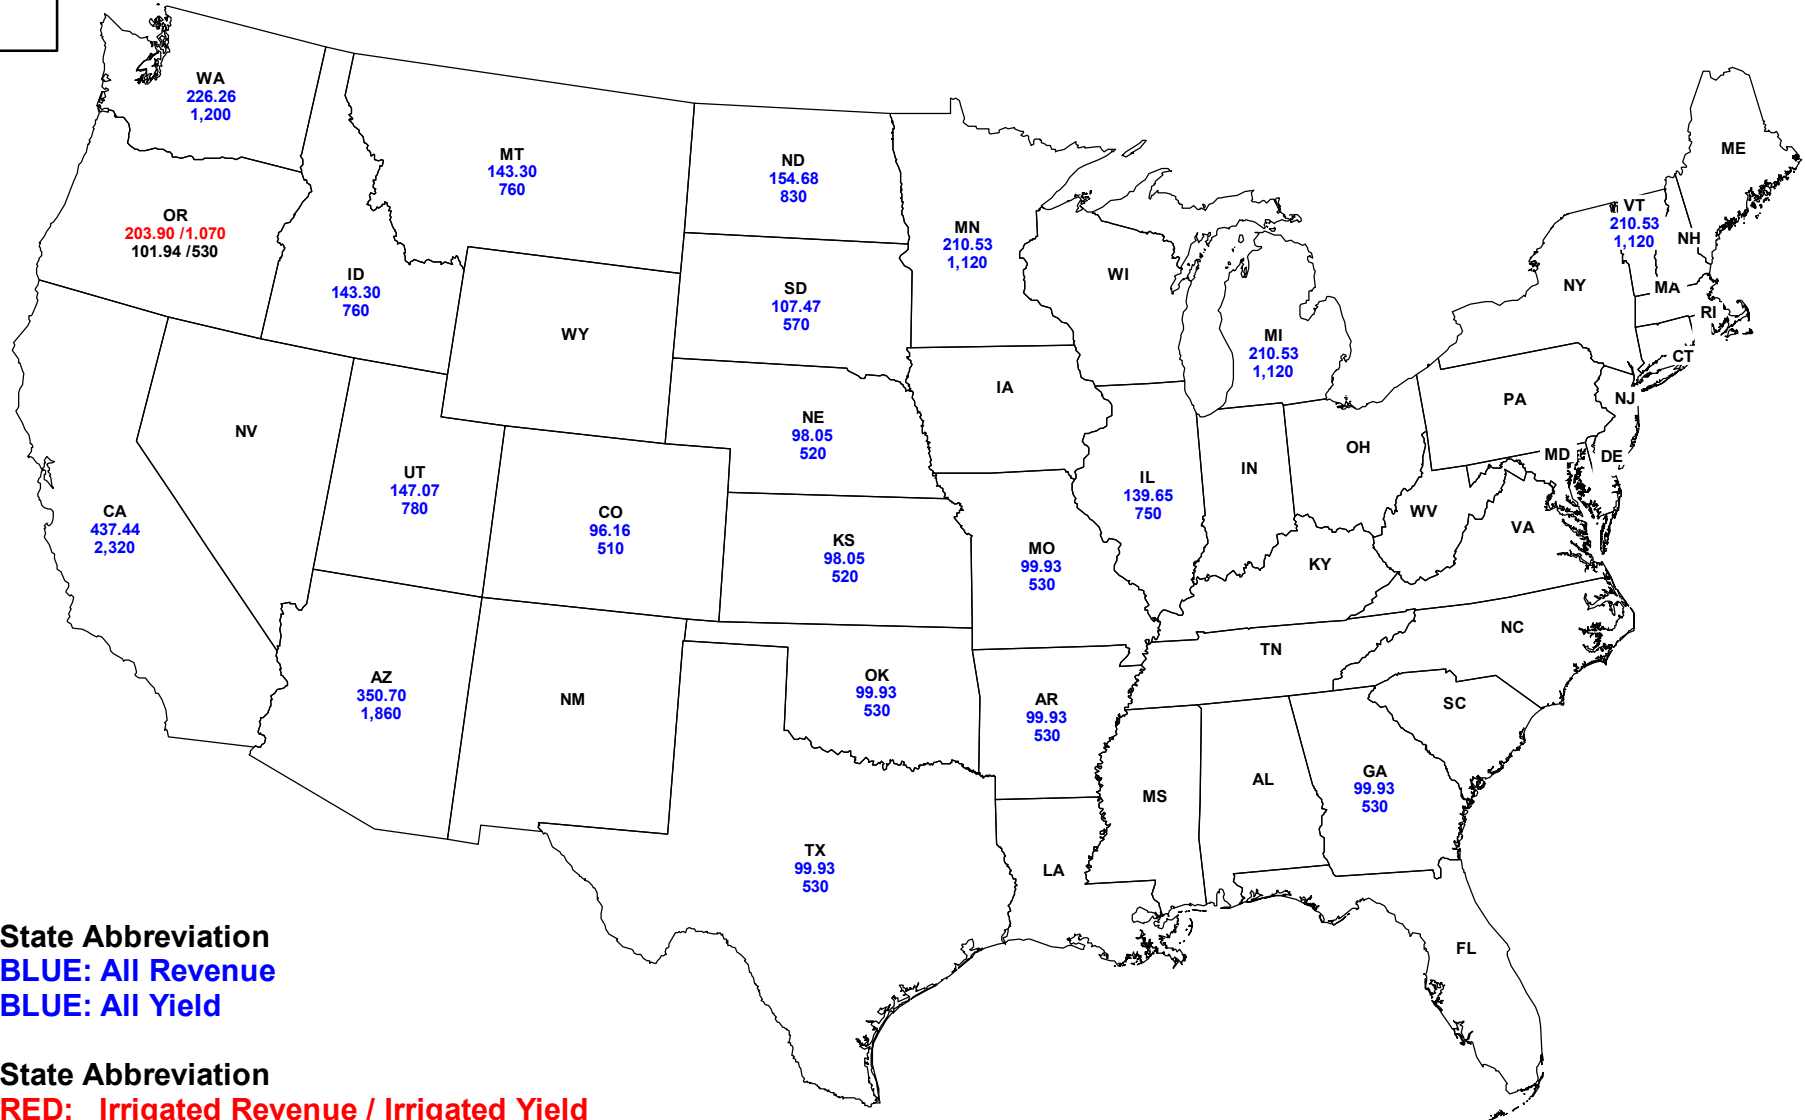 WA
226.26
1,200
MT
143.30
760
ND
154.68
830
MN
210.53
1,120
OR
203.90 /1.070
101.94 /530
ID
143.30
760
SD
107.47
570
WY
WI
MI
210.53
1,120
ME
VT
210.53
1,120
NH
NY
MA
RI
CT
NV
UT
147.07
780
CO
96.16
510
NE
98.05
520
IA
IL
139.65
750
IN
OH
PA
NJ
MD
DE
CA
437.44
2,320
KS
98.05
520
MO
99.93
530
KY
WV
VA
AZ
350.70
1,860
NM
OK
99.93
530
AR
99.93
530
TN
NC
SC
TX
99.93
530
LA
MS
AL
GA
99.93
530
FL
State Abbreviation
BLUE: All Revenue
BLUE: All Yield
State Abbreviation
RED: Irrigated Revenue / Irrigated Yield